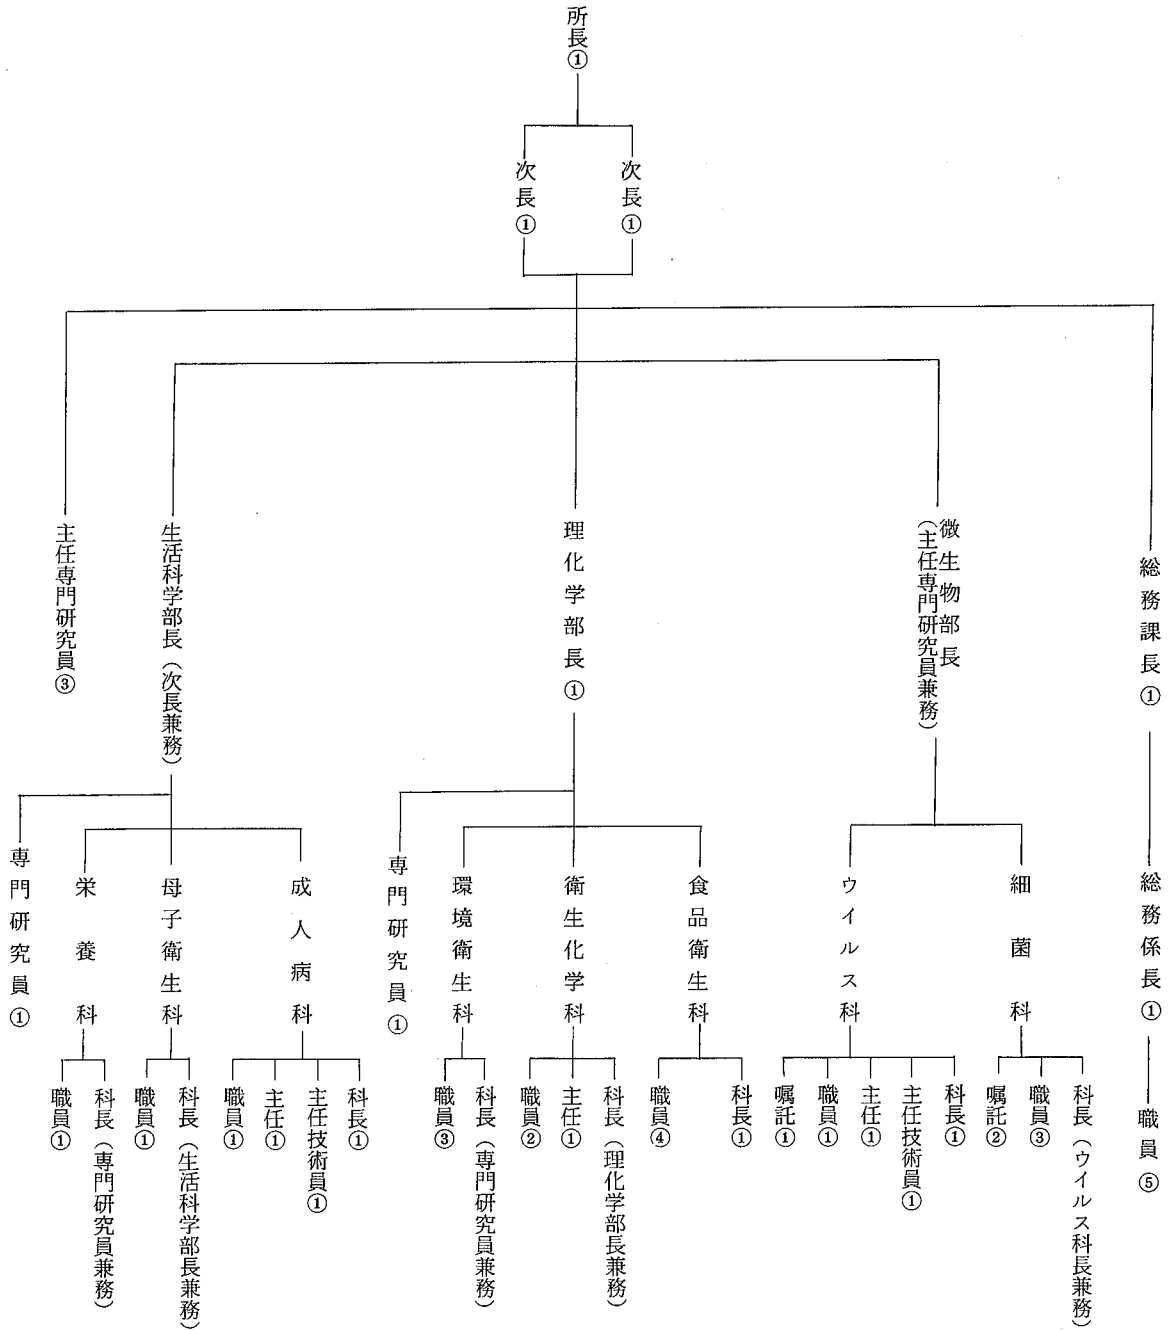 所長①
次長①
次長①
総務課長①
微生物部長
（主任専門研究員兼務）
理化学部長①
生活科学部長（次長兼務）
主任専門研究員③
総務係長①
細菌科
ウイルス科
食品衛生科
衛生化学科
環境衛生科
専門研究員①
成人病科
母子衛生科
栄養科
専門研究員①
職員⑤
科長（ウイルス科長兼務）
職員③
嘱託②
科長①
主任技術員①
主任①
職員①
嘱託①
科長①
職員④
科長（理化学部長兼務）
主任①
職員②
科長（専門研究員兼務）
職員③
科長①
主任技術員①
主任①
職員①
科長（生活科学部長兼務）
職員①
科長（専門研究員兼務）
職員①